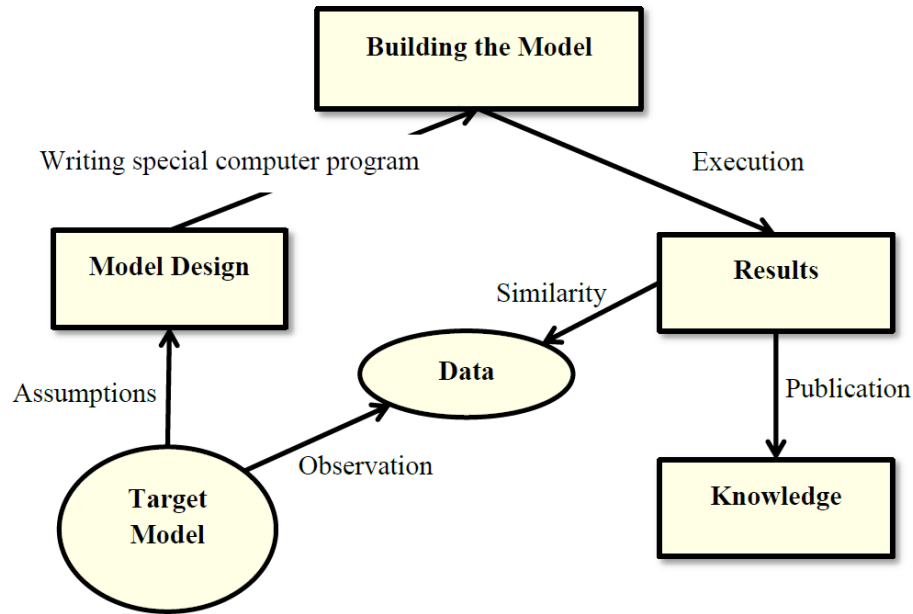 Building the Model
Writing special computer program
Execution
Model Design
Results
Similarity
Data
Assumptions
Publication
Observation
Target
Model
Knowledge